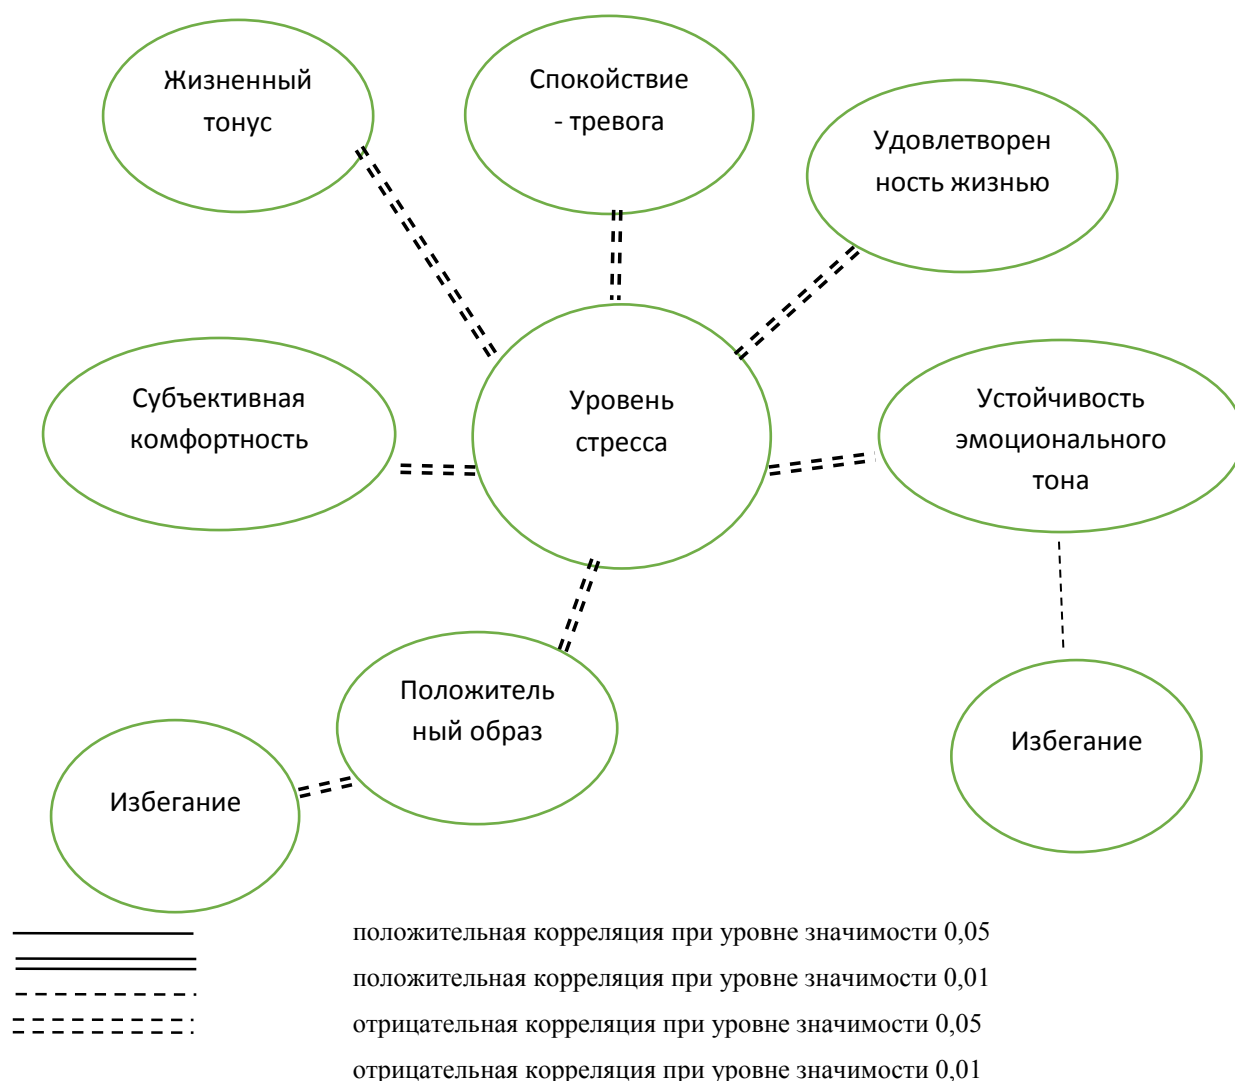 Жизненный
тонус
Спокойствие
- тревога
Удовлетворен
ность жизнью
Субъективная
комфортность
Уровень
стресса
Устойчивость
эмоционального
тона
Положитель
ный образ
Избегание
Избегание
положительная корреляция при уровне значимости 0,05
положительная корреляция при уровне значимости 0,01
отрицательная корреляция при уровне значимости 0,05
отрицательная корреляция при уровне значимости 0,01